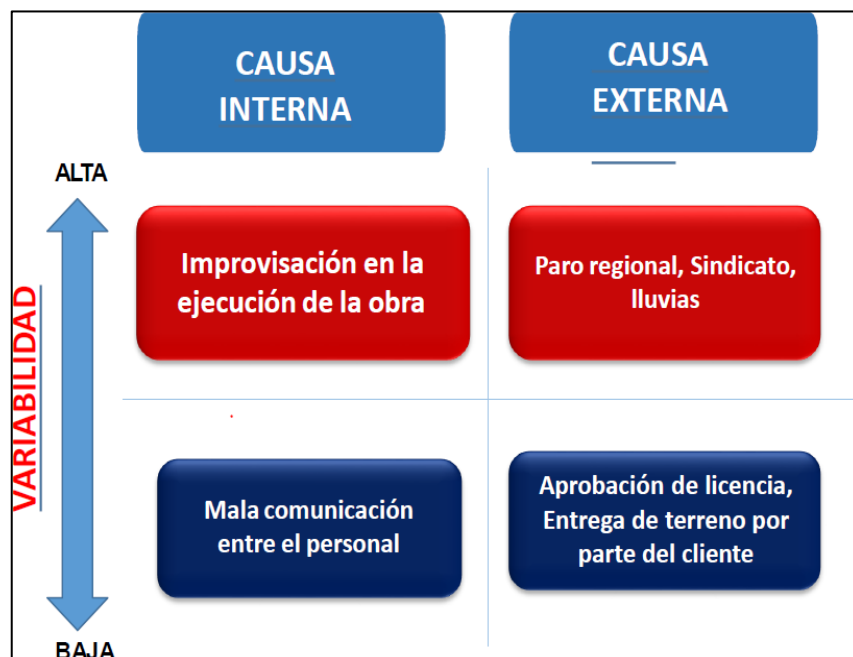 CAUSA
INTERNA
CAUSA
EXTERNA
ALTA
VARIABILIDAD
Improvisación en la
ejecución de la obra
Paro regional, Sindicato,
lluvias
Mala comunicación
entre el personal
Aprobación de licencia,
Entrega de terreno por
parte del cliente
BAJA